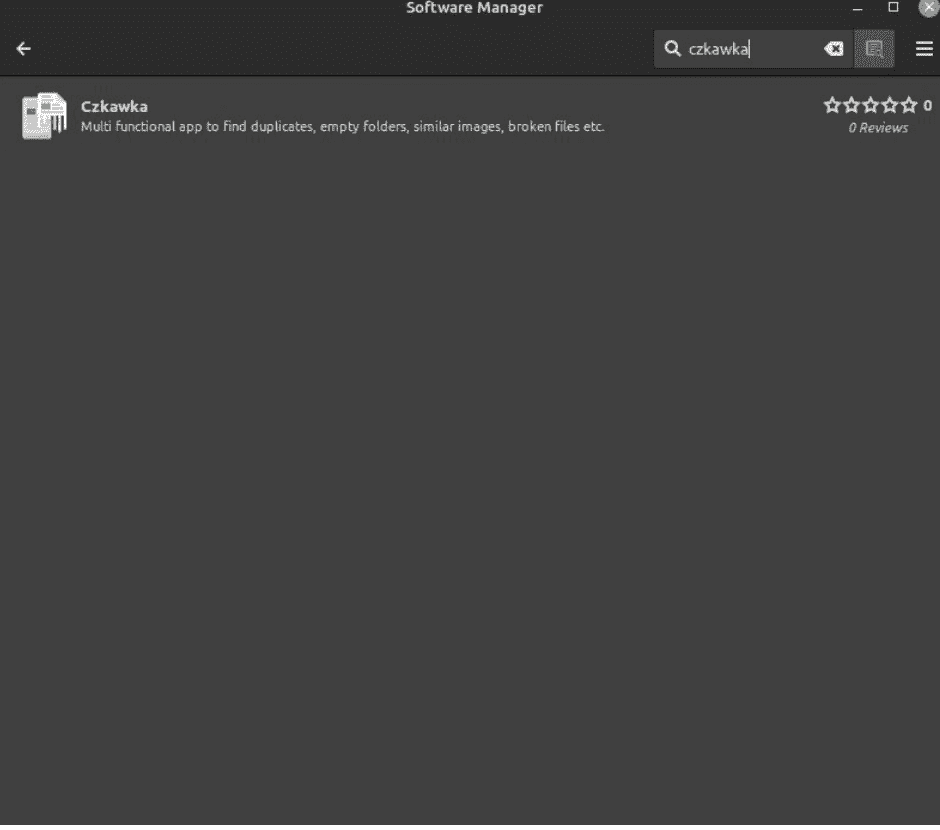 Software Manager
czkawka
Czkawka
Multi functional app to find duplicates, empty folders, similar images, broken files etc.
0
0 Reviews